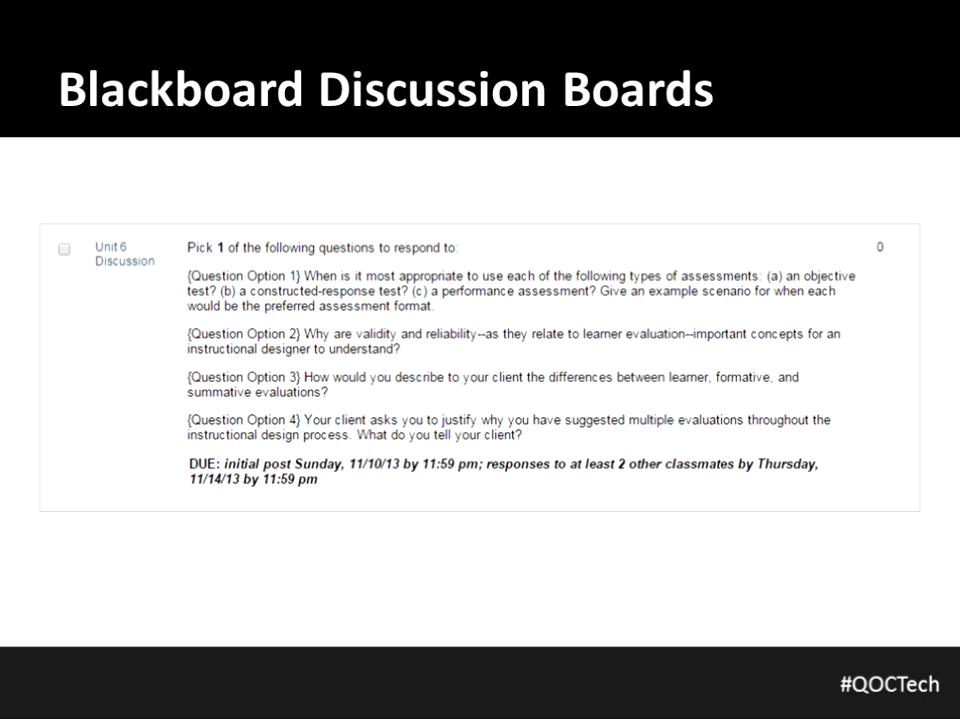 Blackboard Discussion Boards
Unit 6
Discussion
Pick 1 of the following questions to respond to:
0
{Question Option 1} When is it most appropriate to use each of the following types of assessments: (a) an objective
test? (b) a constructed-response test? (c) a performance assessment? Give an example scenario for when each
would be the preferred assessment format.
{Question Option 2} Why are validity and reliability--as they relate to learner evaluation--important concepts for an
instructional designer to understand?
{Question Option 3} How would you describe to your client the differences between learner, formative, and
summative evaluations?
{Question Option 4} Your client asks you to justify why you have suggested multiple evaluations throughout the
instructional design process. What do you tell your client?
DUE: initial post Sunday, 11/10/13 by 11:59 pm; responses to at least 2 other classmates by Thursday,
11/14/13 by 11:59 pm
#QOCTech